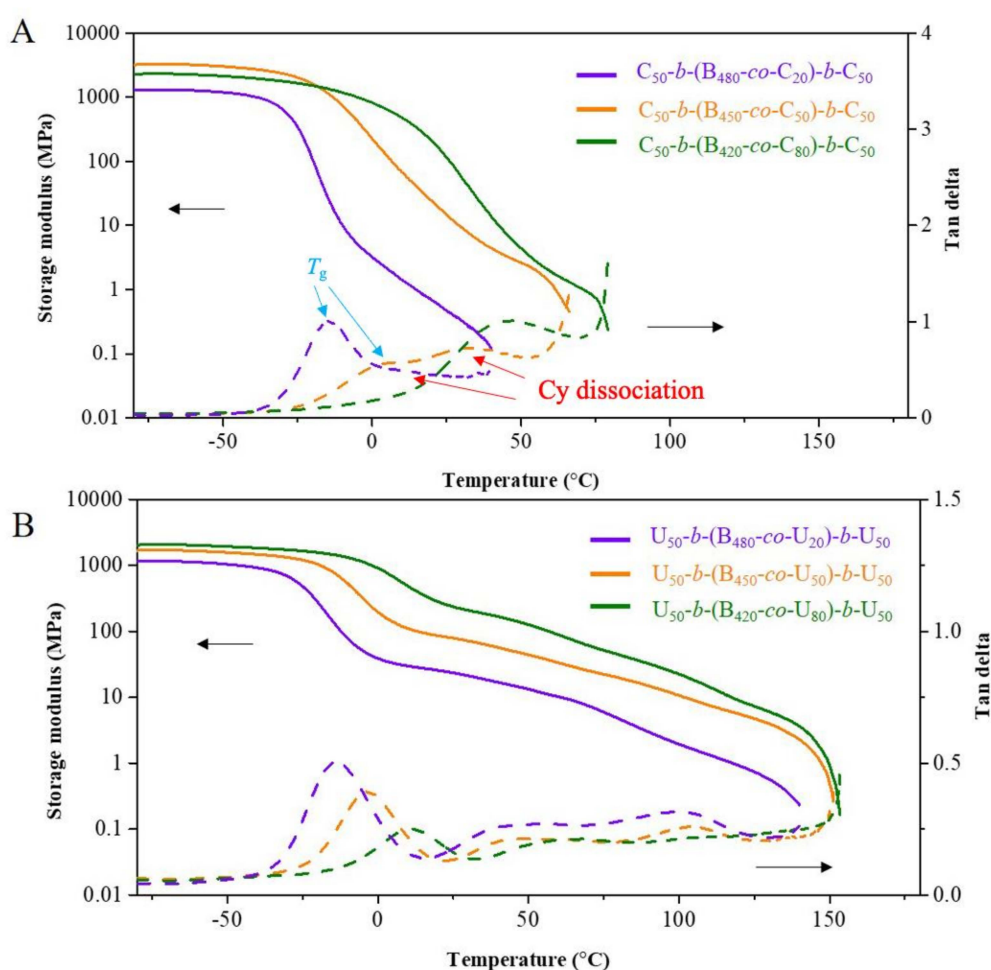 A
10000
1000
100
10
1
0.1
0.01
Storage modulus (MPa)
-50
0
50
100
150
Temperature (°C)
4
3
2
1
0
Tan delta
C₅₀-b-(B₄₈₀-co-C₂₀)-b-C₅₀
C₅₀-b-(B₄₅₀-co-C₅₀)-b-C₅₀
C₅₀-b-(B₄₂₀-co-C₈₀)-b-C₅₀
Tg
Cy dissociation
B
10000
1000
100
10
1
0.1
0.01
Storage modulus (MPa)
-50
0
50
100
150
Temperature (°C)
1.5
1.0
0.5
0.0
Tan delta
U₅₀-b-(B₄₈₀-co-U₂₀)-b-U₅₀
U₅₀-b-(B₄₅₀-co-U₅₀)-b-U₅₀
U₅₀-b-(B₄₂₀-co-U₈₀)-b-U₅₀